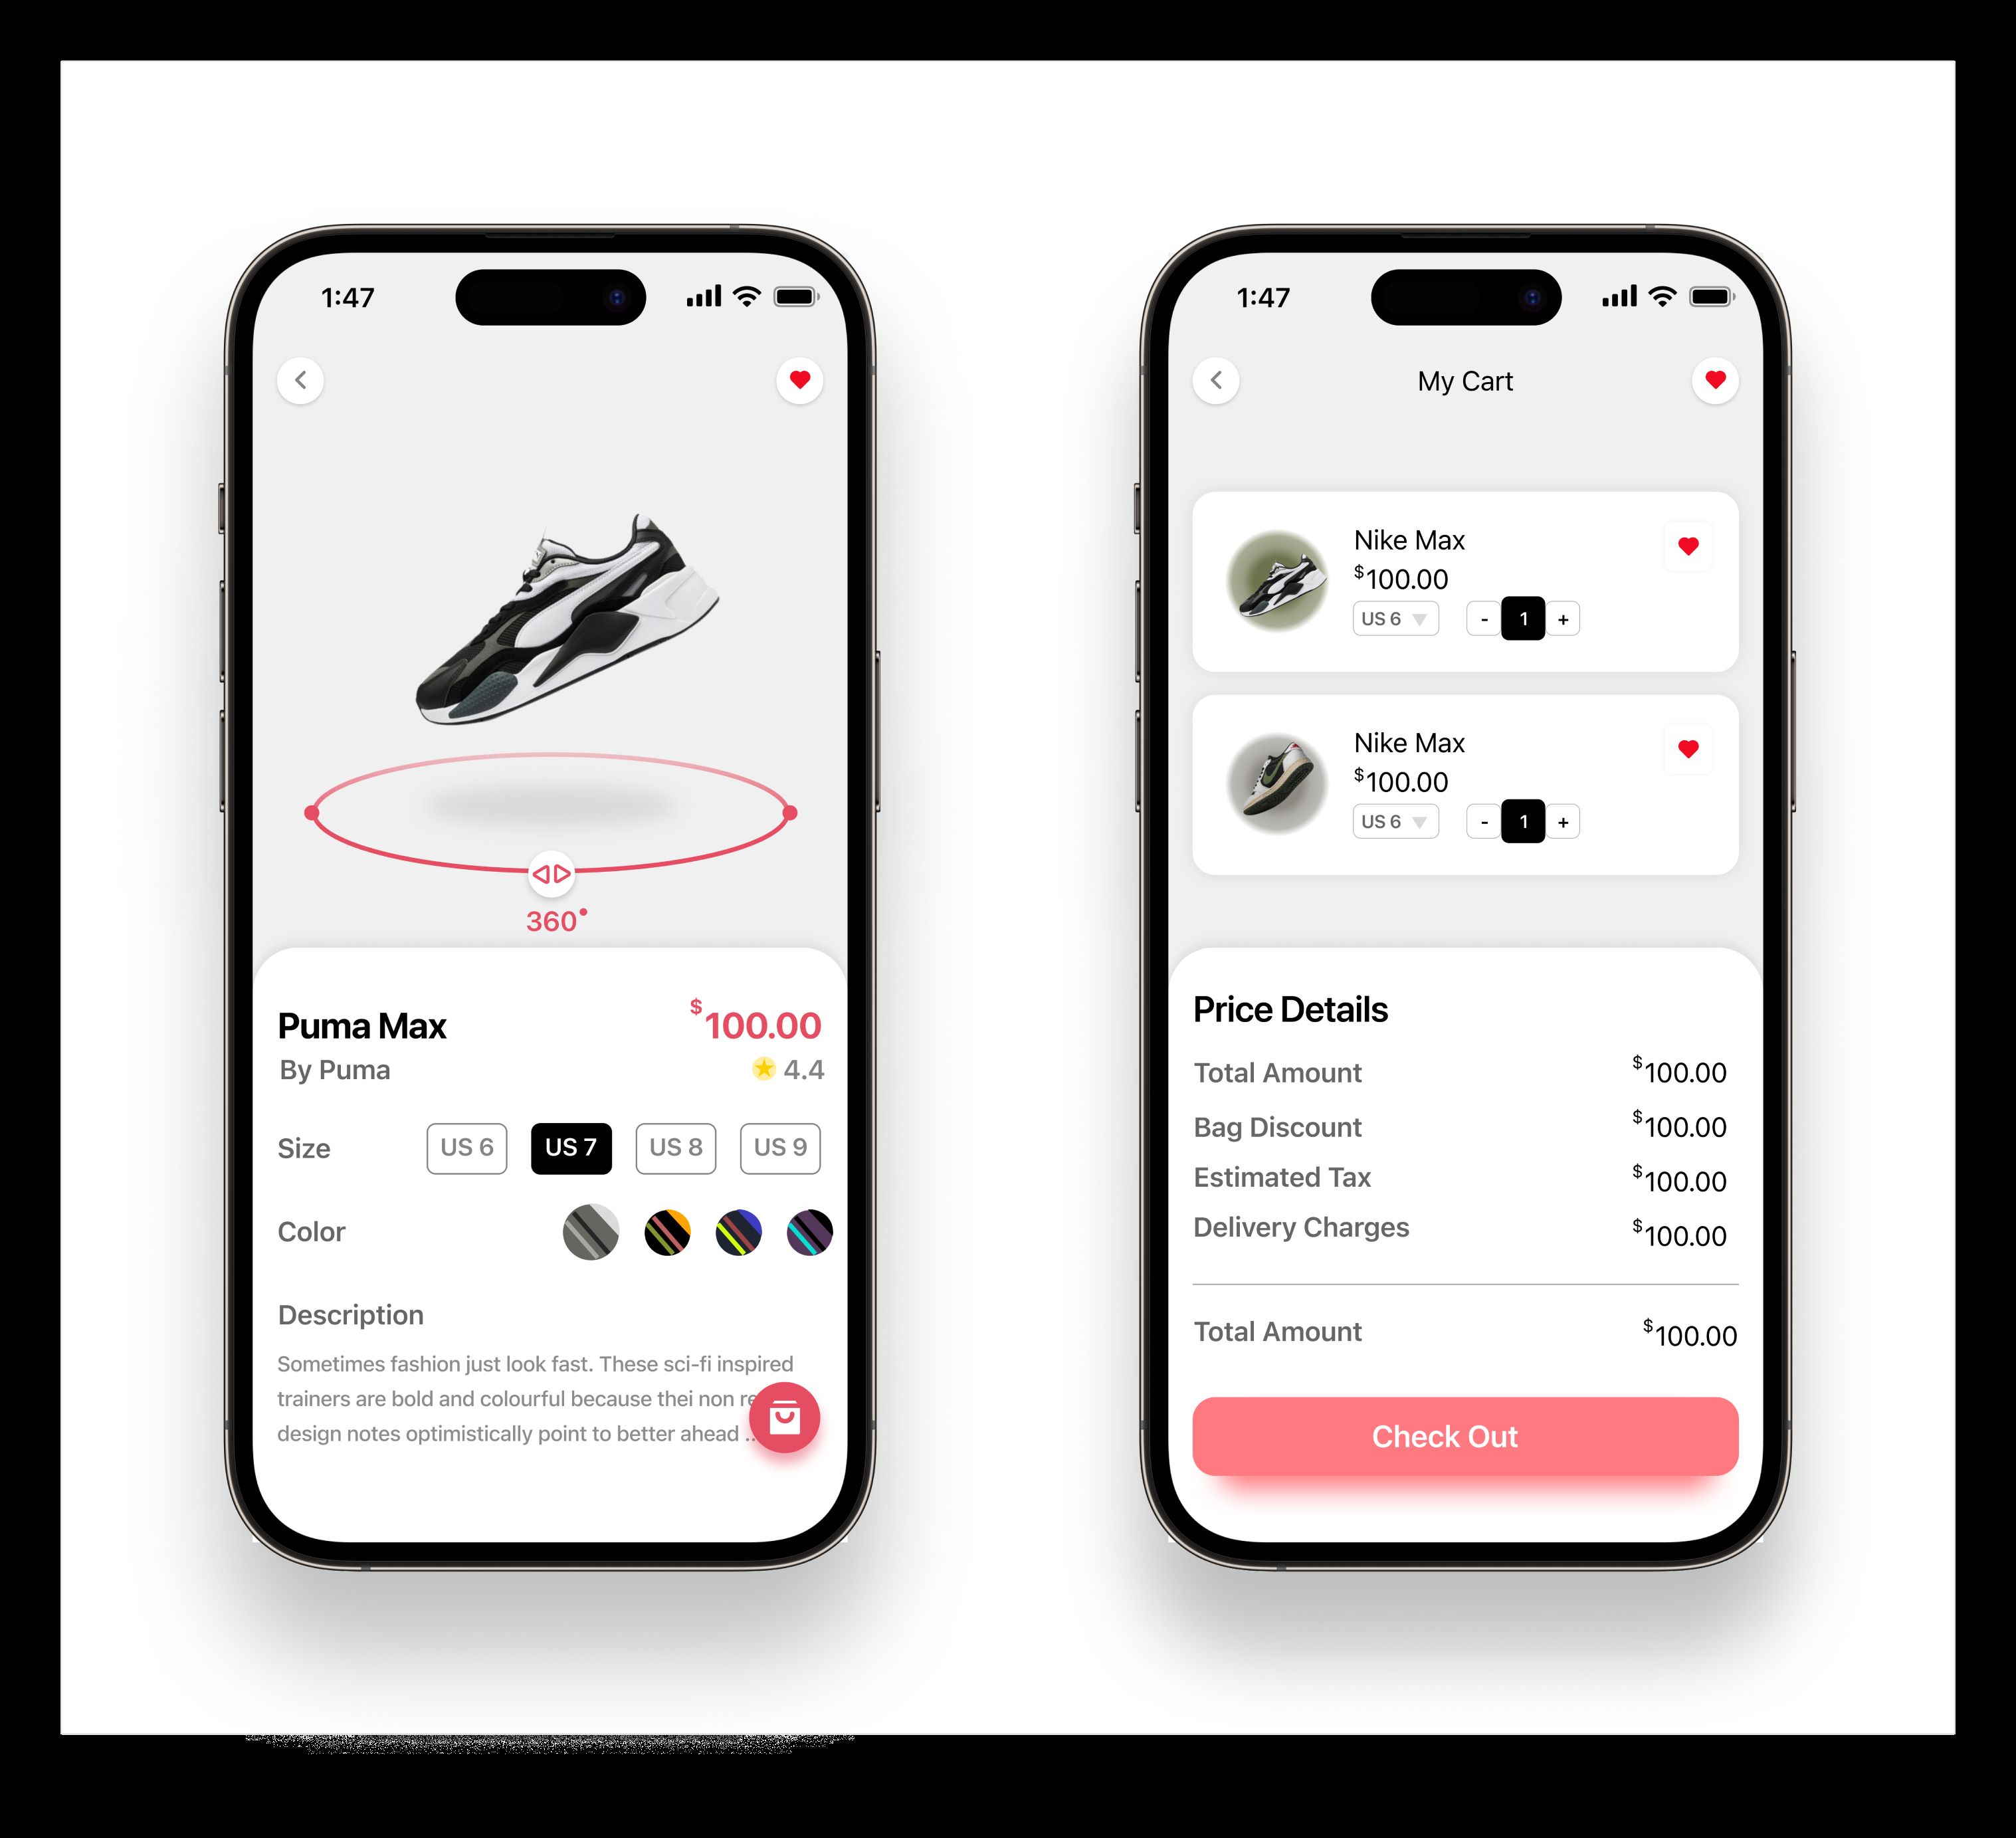 1:47
360°
Puma Max
$100.00
By Puma
4.4
Size
US 6
US 7
US 8
US 9
Color
Description
Sometimes fashion just look fast. These sci-fi inspired
trainers are bold and colourful because thei non re
design notes optimistically point to better ahead ..
1:47
My Cart
Nike Max
$100.00
US 6
-
1
+
Nike Max
$100.00
US 6
-
1
+
Price Details
Total Amount $100.00
Bag Discount $100.00
Estimated Tax $100.00
Delivery Charges $100.00
Total Amount $100.00
Check Out